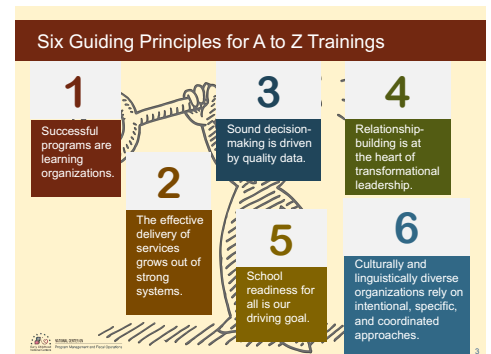 Six Guiding Principles for A to Z Trainings
1
Successful
programs are
learning
organizations.
2
The effective
delivery of
services
grows out of
strong
systems.
3
Sound decision-
making is driven
by quality data.
4
Relationship-
building is at
the heart of
transformational
leadership.
5
School
readiness for
all is our
driving goal.
6
Culturally and
linguistically diverse
organizations rely on
intentional, specific,
and coordinated
approaches.
NATIONAL CENTER ON
Program Management and Fiscal Operations
3